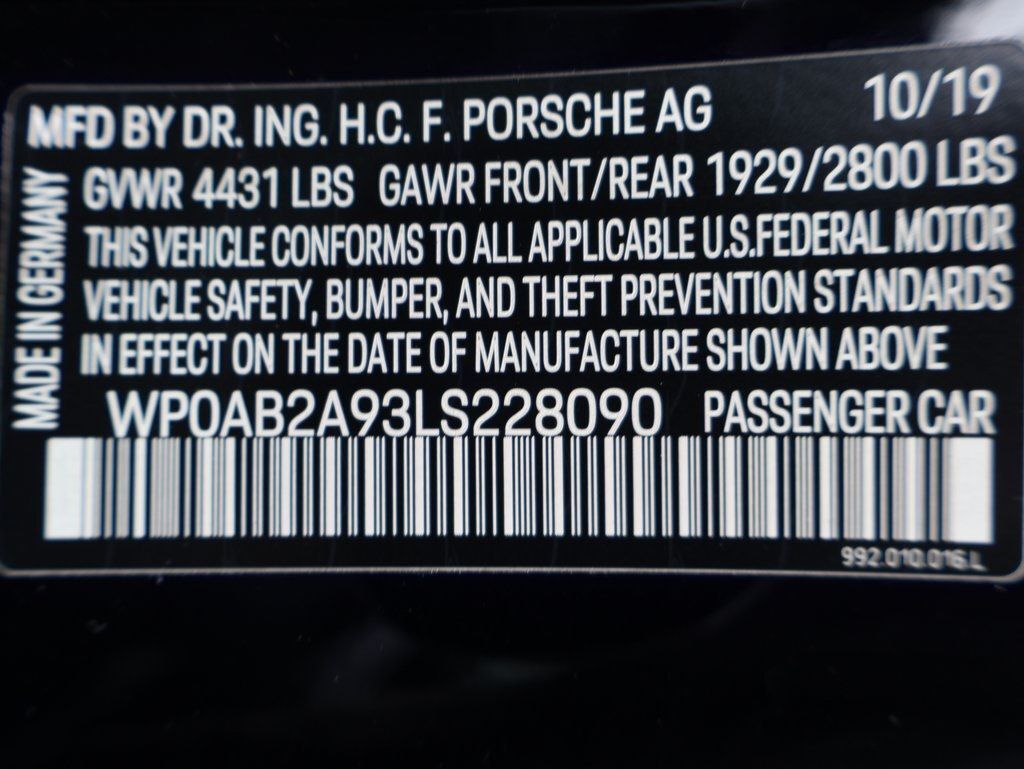 MFD BY DR. ING. H.C. F. PORSCHE AG 10/19
GVWR 4431 LBS GAWR FRONT/REAR 1929/2800 LBS
THIS VEHICLE CONFORMS TO ALL APPLICABLE U.S.FEDERAL MOTOR
VEHICLE SAFETY, BUMPER, AND THEFT PREVENTION STANDARDS
IN EFFECT ON THE DATE OF MANUFACTURE SHOWN ABOVE
WP0AB2A93LS228090 PASSENGER CAR
992.010.016.L
MADE IN GERMANY